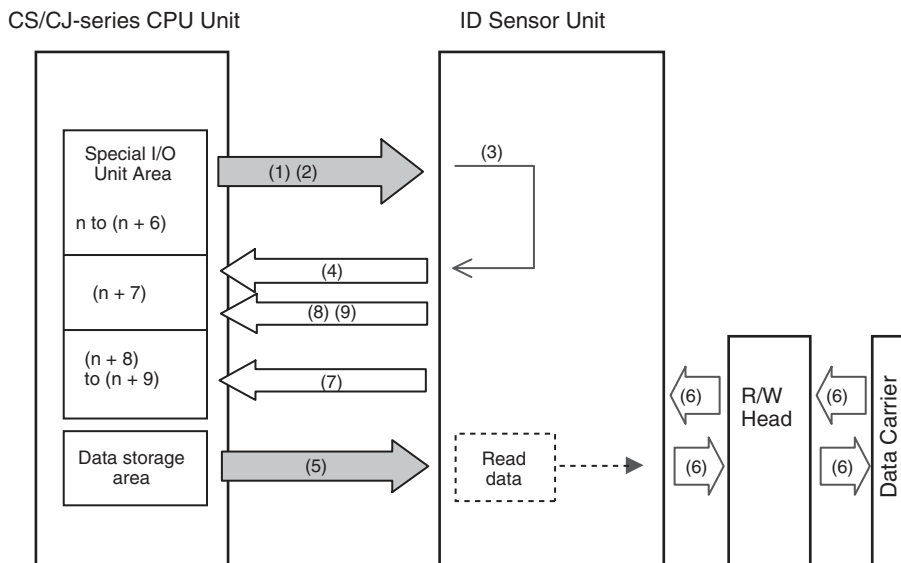 CS/CJ-series CPU Unit
ID Sensor Unit
Special I/O
Unit Area
n to (n + 6)
(1) (2)
(3)
(4)
(n + 7)
(8) (9)
(n + 8)
to (n + 9)
(7)
(6)
(6)
R/W
Head
Data Carrier
Data storage
area
(5)
Read
data
(6)
(6)